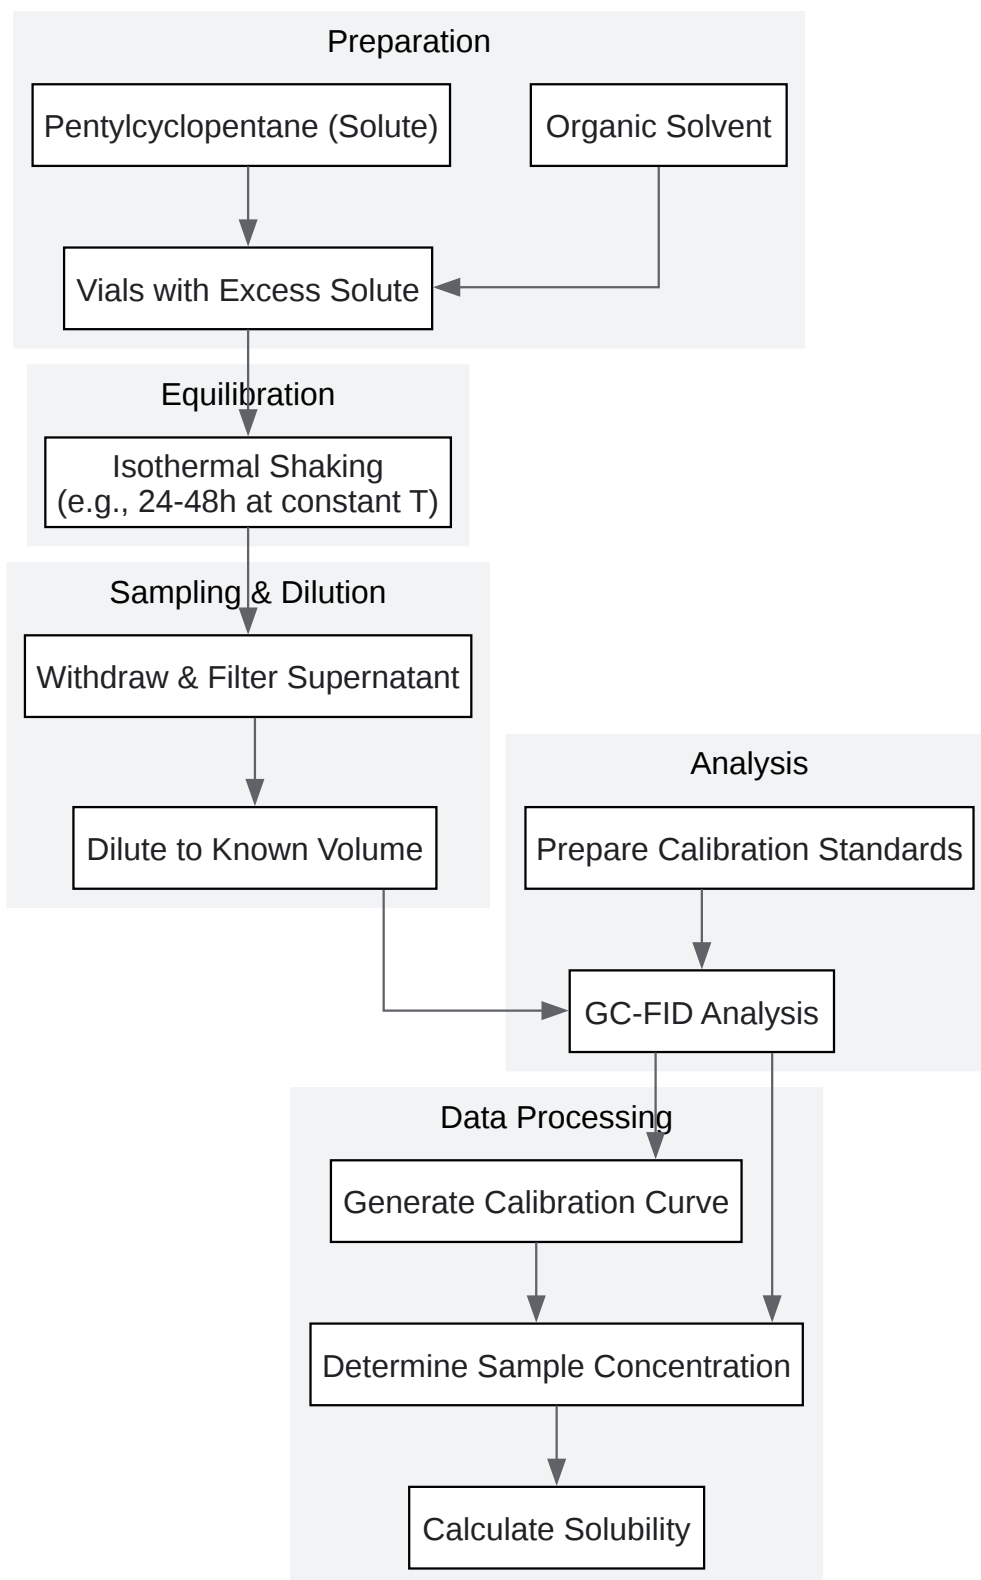 Preparation
Pentylcyclopentane (Solute)
Organic Solvent
Vials with Excess Solute
Equilibration
Isothermal Shaking
(e.g., 24-48h at constant T)
Sampling & Dilution
Withdraw & Filter Supernatant
Dilute to Known Volume
Analysis
Prepare Calibration Standards
GC-FID Analysis
Data Processing
Generate Calibration Curve
Determine Sample Concentration
Calculate Solubility